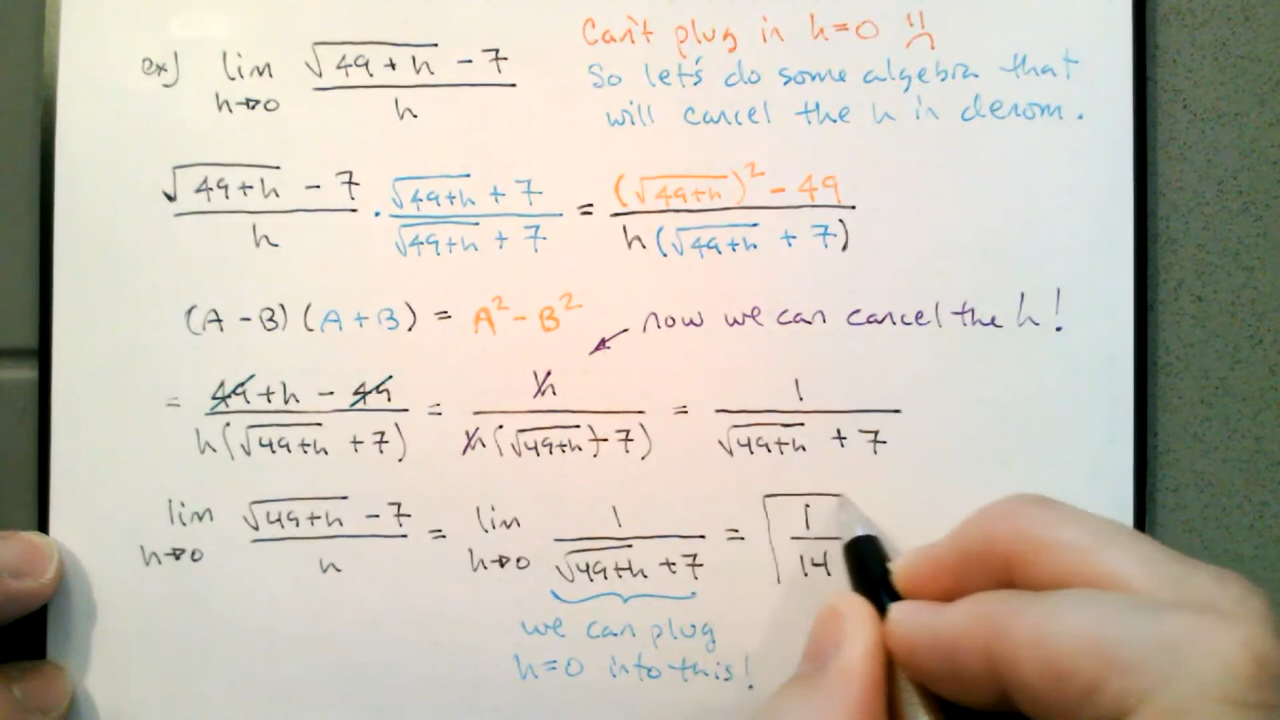 ex) lim h→0 (√(49+h) - 7)/h
Can't plug in h=0 :(
So let's do some algebra that
will cancel the h in denom.
(√(49+h) - 7)/h · (√(49+h) + 7)/(√(49+h) + 7) = ((√(49+h))² - 49)/(h(√(49+h) + 7))
(A-B)(A+B) = A² - B²
now we can cancel the h!
= (49+h - 49)/(h(√(49+h) +7)) = h/(h(√(49+h) +7)) = 1/(√(49+h) + 7)
lim h→0 (√(49+h) - 7)/h = lim h→0 1/(√(49+h) +7) = 1/14
we can plug
h=0 into this!